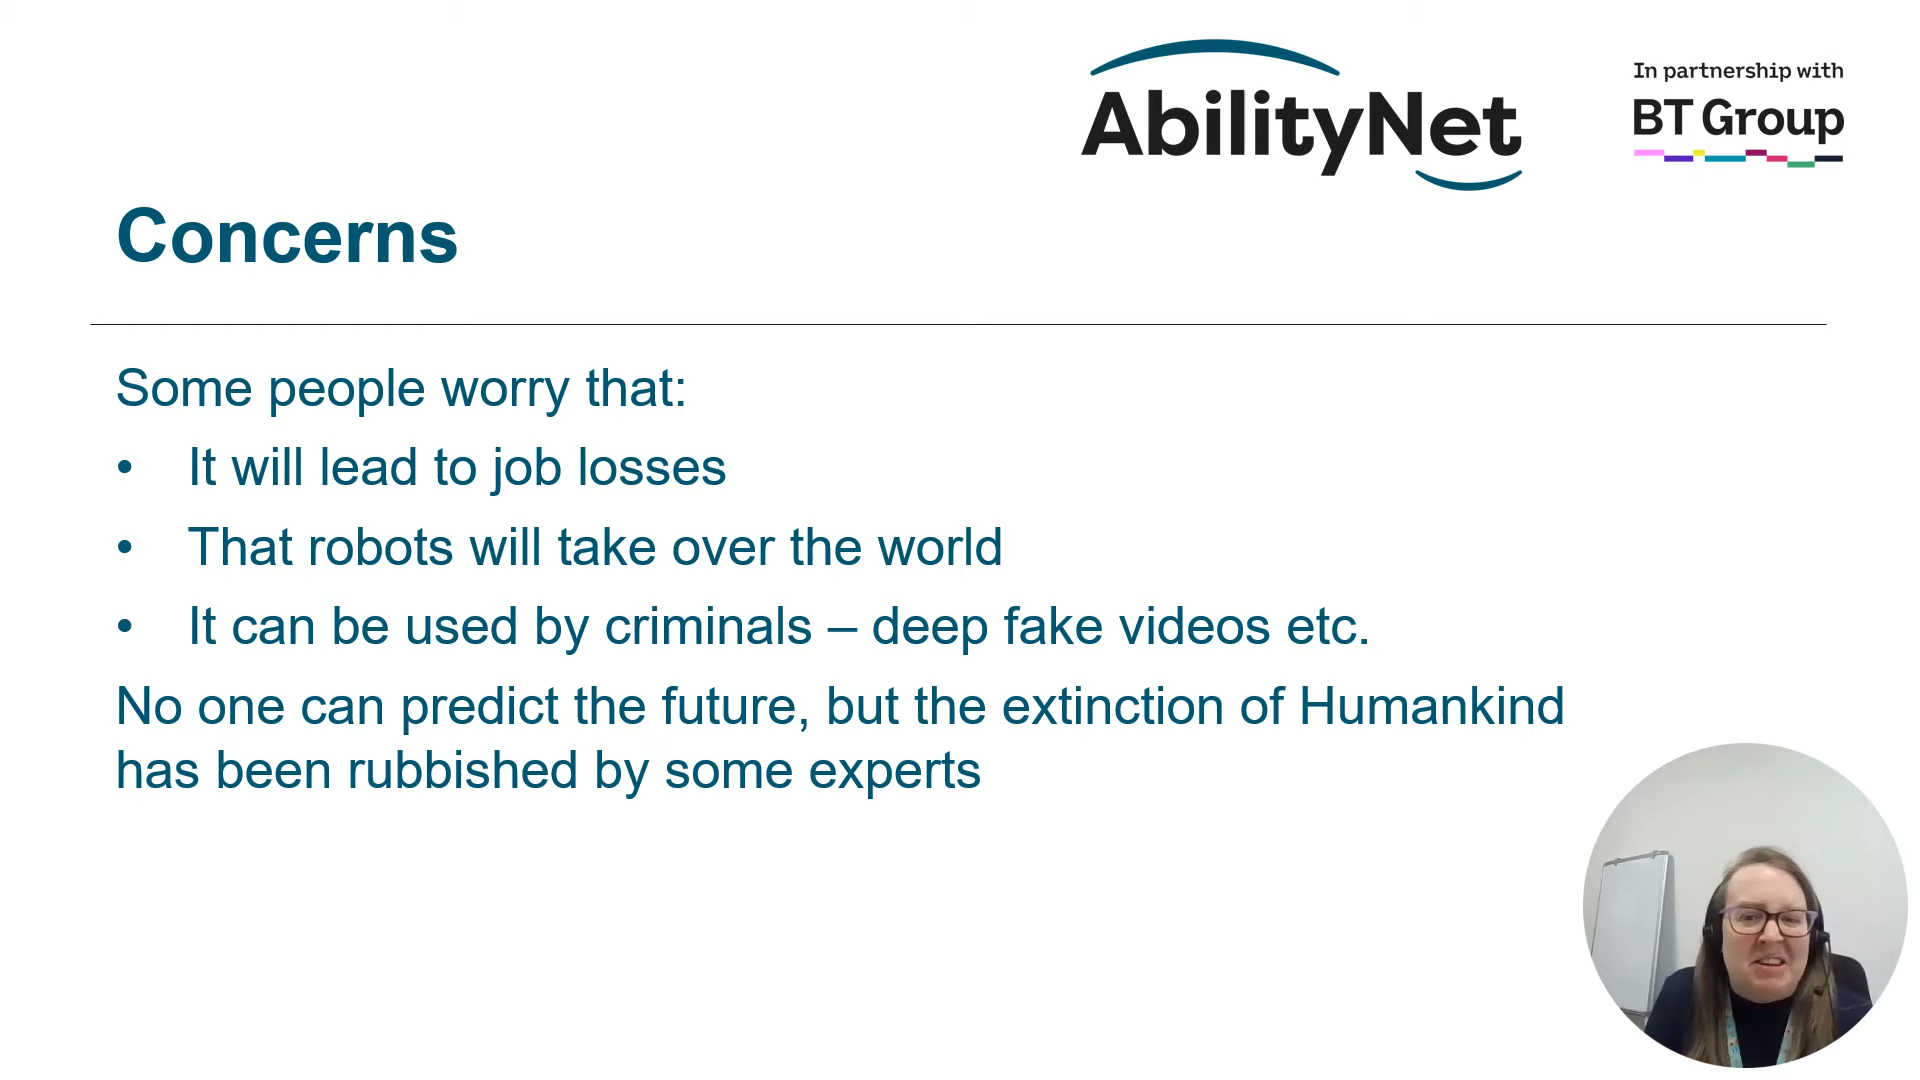 AbilityNet
In partnership with
BT Group
Concerns
Some people worry that:
• It will lead to job losses
• That robots will take over the world
• It can be used by criminals – deep fake videos etc.
No one can predict the future, but the extinction of Humankind
has been rubbished by some experts